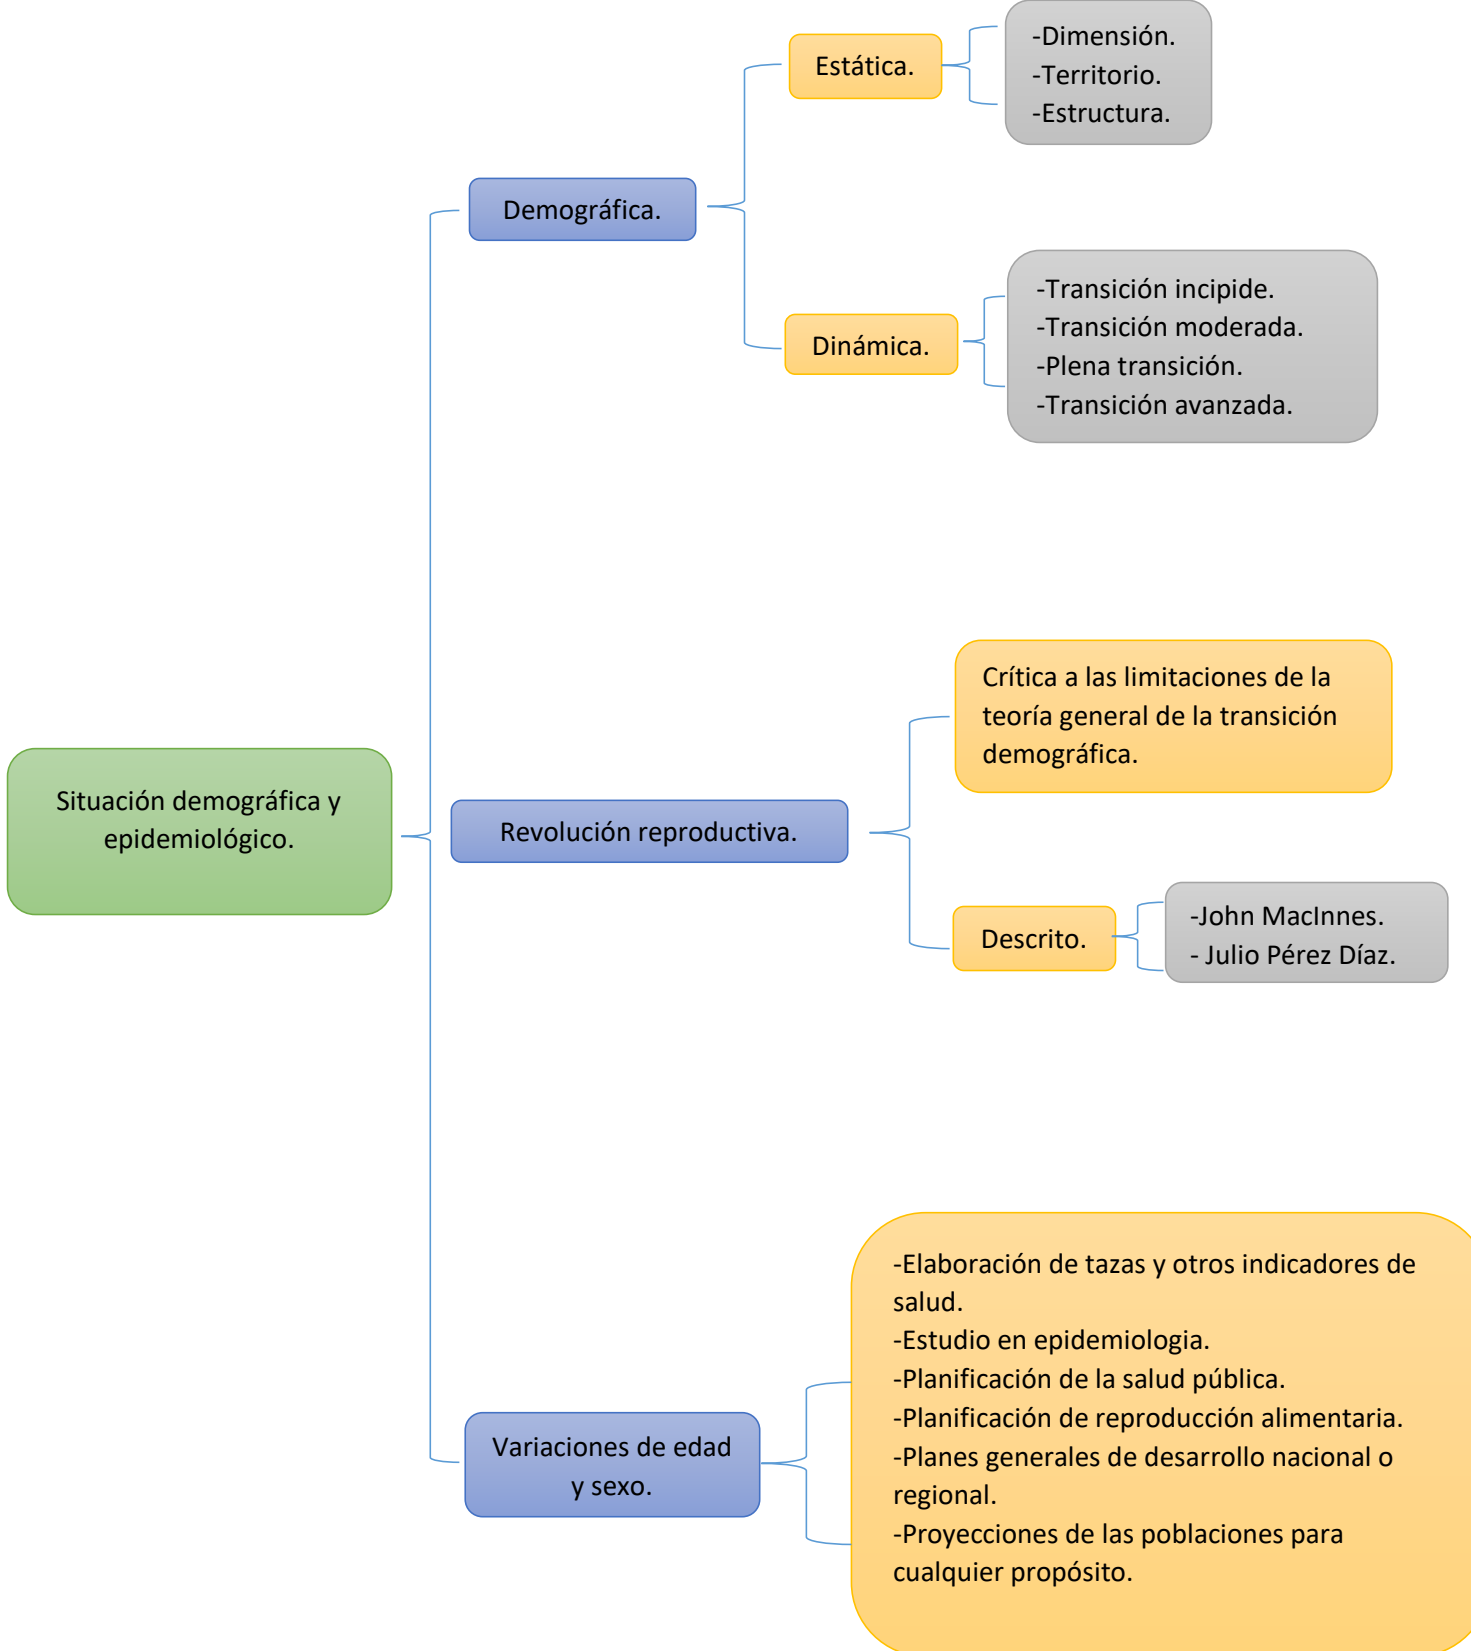 Situación demográfica y
epidemiológico.
Demográfica.
Estática.
-Dimensión.
-Territorio.
-Estructura.
Dinámica.
-Transición incipide.
-Transición moderada.
-Plena transición.
-Transición avanzada.
Revolución reproductiva.
Crítica a las limitaciones de la
teoría general de la transición
demográfica.
Descrito.
-John MacInnes.
- Julio Pérez Díaz.
Variaciones de edad
y sexo.
-Elaboración de tazas y otros indicadores de
salud.
-Estudio en epidemiologia.
-Planificación de la salud pública.
-Planificación de reproducción alimentaria.
-Planes generales de desarrollo nacional o
regional.
-Proyecciones de las poblaciones para
cualquier propósito.